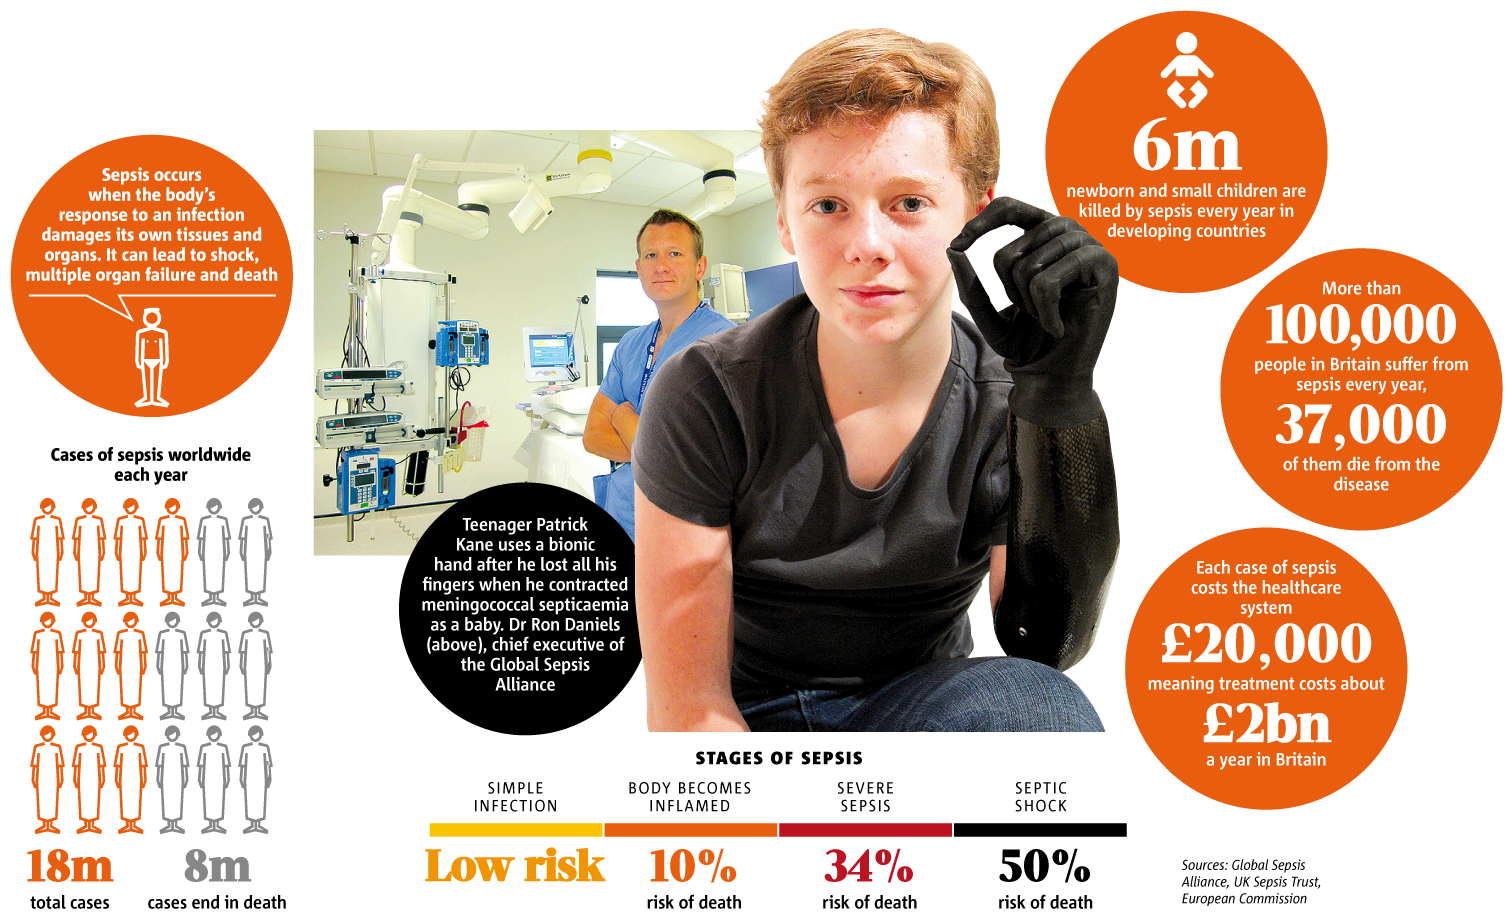 Sepsis occurs
when the body's
response to an infection
damages its own tissues and
organs. It can lead to shock,
multiple organ failure and death
Cases of sepsis worldwide
each year
18m
total cases
8m
cases end in death
Teenager Patrick
Kane uses a bionic
hand after he lost all his
fingers when he contracted
meningococcal septicaemia
as a baby. Dr Ron Daniels
(above), chief executive of
the Global Sepsis
Alliance
6m
newborn and small children are
killed by sepsis every year in
developing countries
More than
100,000
people in Britain suffer from
sepsis every year,
37,000
of them die from the
disease
Each case of sepsis
costs the healthcare
system
£20,000
meaning treatment costs about
£2bn
a year in Britain
STAGES OF SEPSIS
SIMPLE
INFECTION
Low risk
BODY BECOMES
INFLAMED
10%
risk of death
SEVERE
SEPSIS
34%
risk of death
SEPTIC
SHOCK
50%
risk of death
Sources: Global Sepsis
Alliance, UK Sepsis Trust,
European Commission